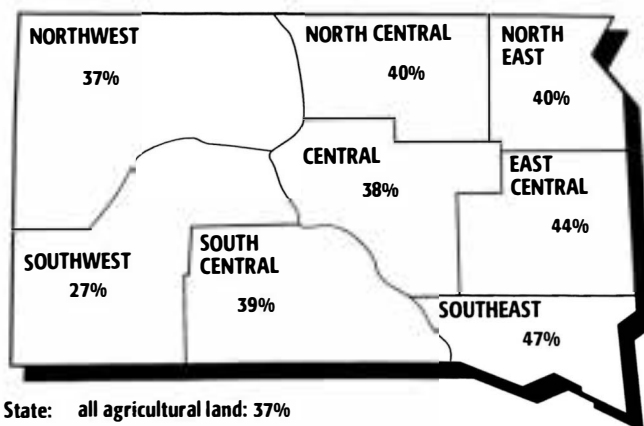 NORTHWEST
37%
NORTH CENTRAL
40%
NORTH
EAST
40%
CENTRAL
38%
EAST
CENTRAL
44%
SOUTHWEST
27%
SOUTH
CENTRAL
39%
SOUTHEAST
47%
State: all agricultural land: 37%